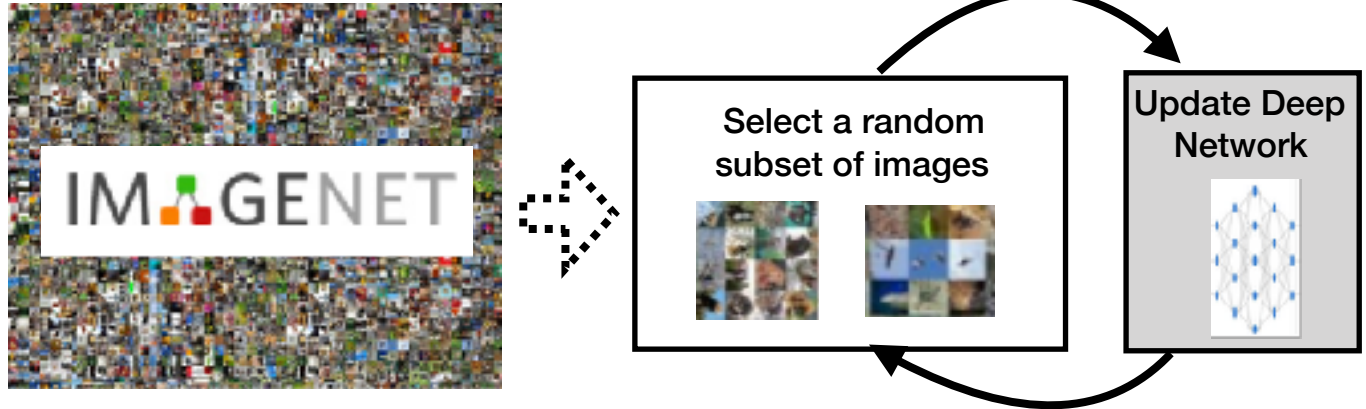 IMAGENET
Select a random
subset of images
Update Deep
Network